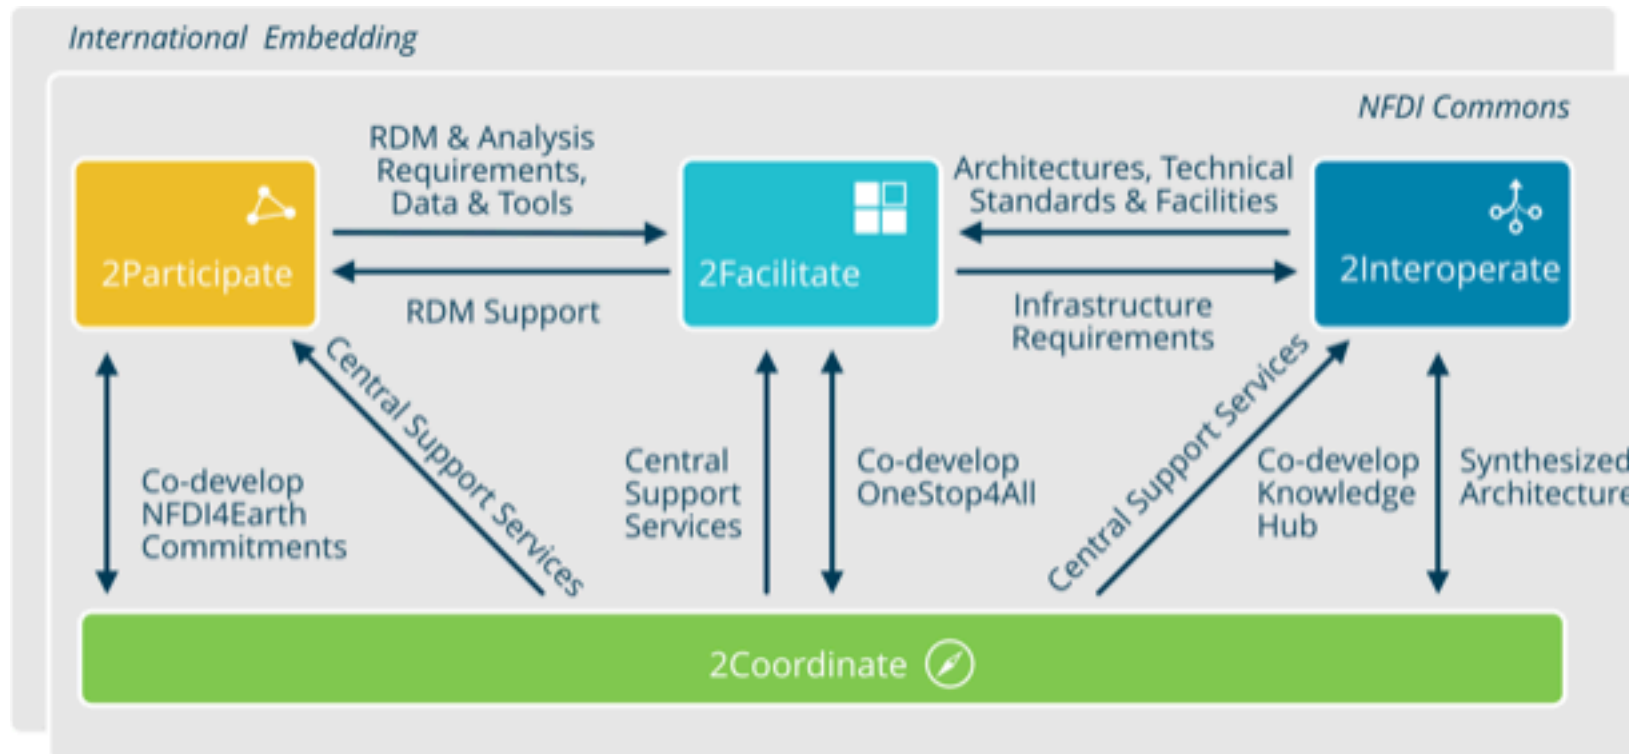 International Embedding
NFDI Commons
RDM & Analysis
Requirements,
Data & Tools
Architectures, Technical
Standards & Facilities
2Participate
2Facilitate
2Interoperate
RDM Support
Infrastructure
Requirements
Central Support Services
Central Support Services
Co-develop
NFDI4Earth
Commitments
Central
Support
Services
Co-develop
OneStop4All
Co-develop
Knowledge
Hub
Synthesized
Architecture
2Coordinate